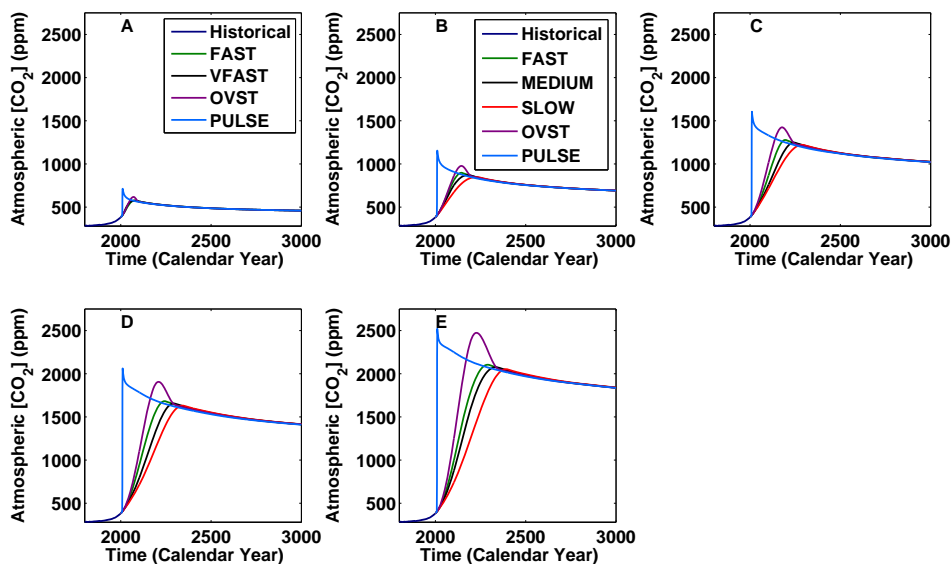 A
Historical
FAST
VFAST
OVST
PULSE
Atmospheric [CO2] (ppm)
2500
2000
1500
1000
500
2000 2500 3000
Time (Calendar Year)
B
Historical
FAST
MEDIUM
SLOW
OVST
PULSE
Atmospheric [CO2] (ppm)
2500
2000
1500
1000
500
2000 2500 3000
Time (Calendar Year)
C
Atmospheric [CO2] (ppm)
2500
2000
1500
1000
500
2000 2500 3000
Time (Calendar Year)
D
Atmospheric [CO2] (ppm)
2500
2000
1500
1000
500
2000 2500 3000
Time (Calendar Year)
E
Atmospheric [CO2] (ppm)
2500
2000
1500
1000
500
2000 2500 3000
Time (Calendar Year)